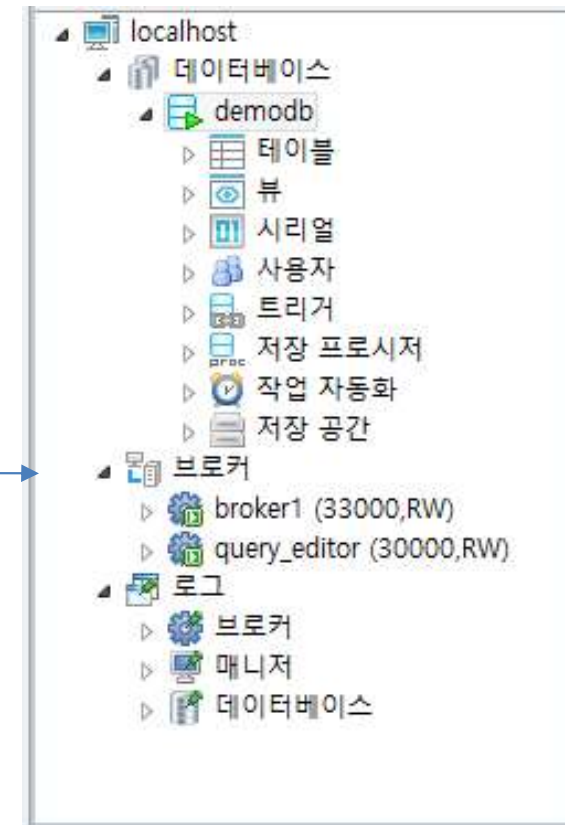 localhost
데이터베이스
demodb
테이블
뷰
시리얼
사용자
트리거
저장 프로시저
작업 자동화
저장 공간
브로커
broker1 (33000,RW)
query_editor (30000,RW)
로그
브로커
매니저
데이터베이스